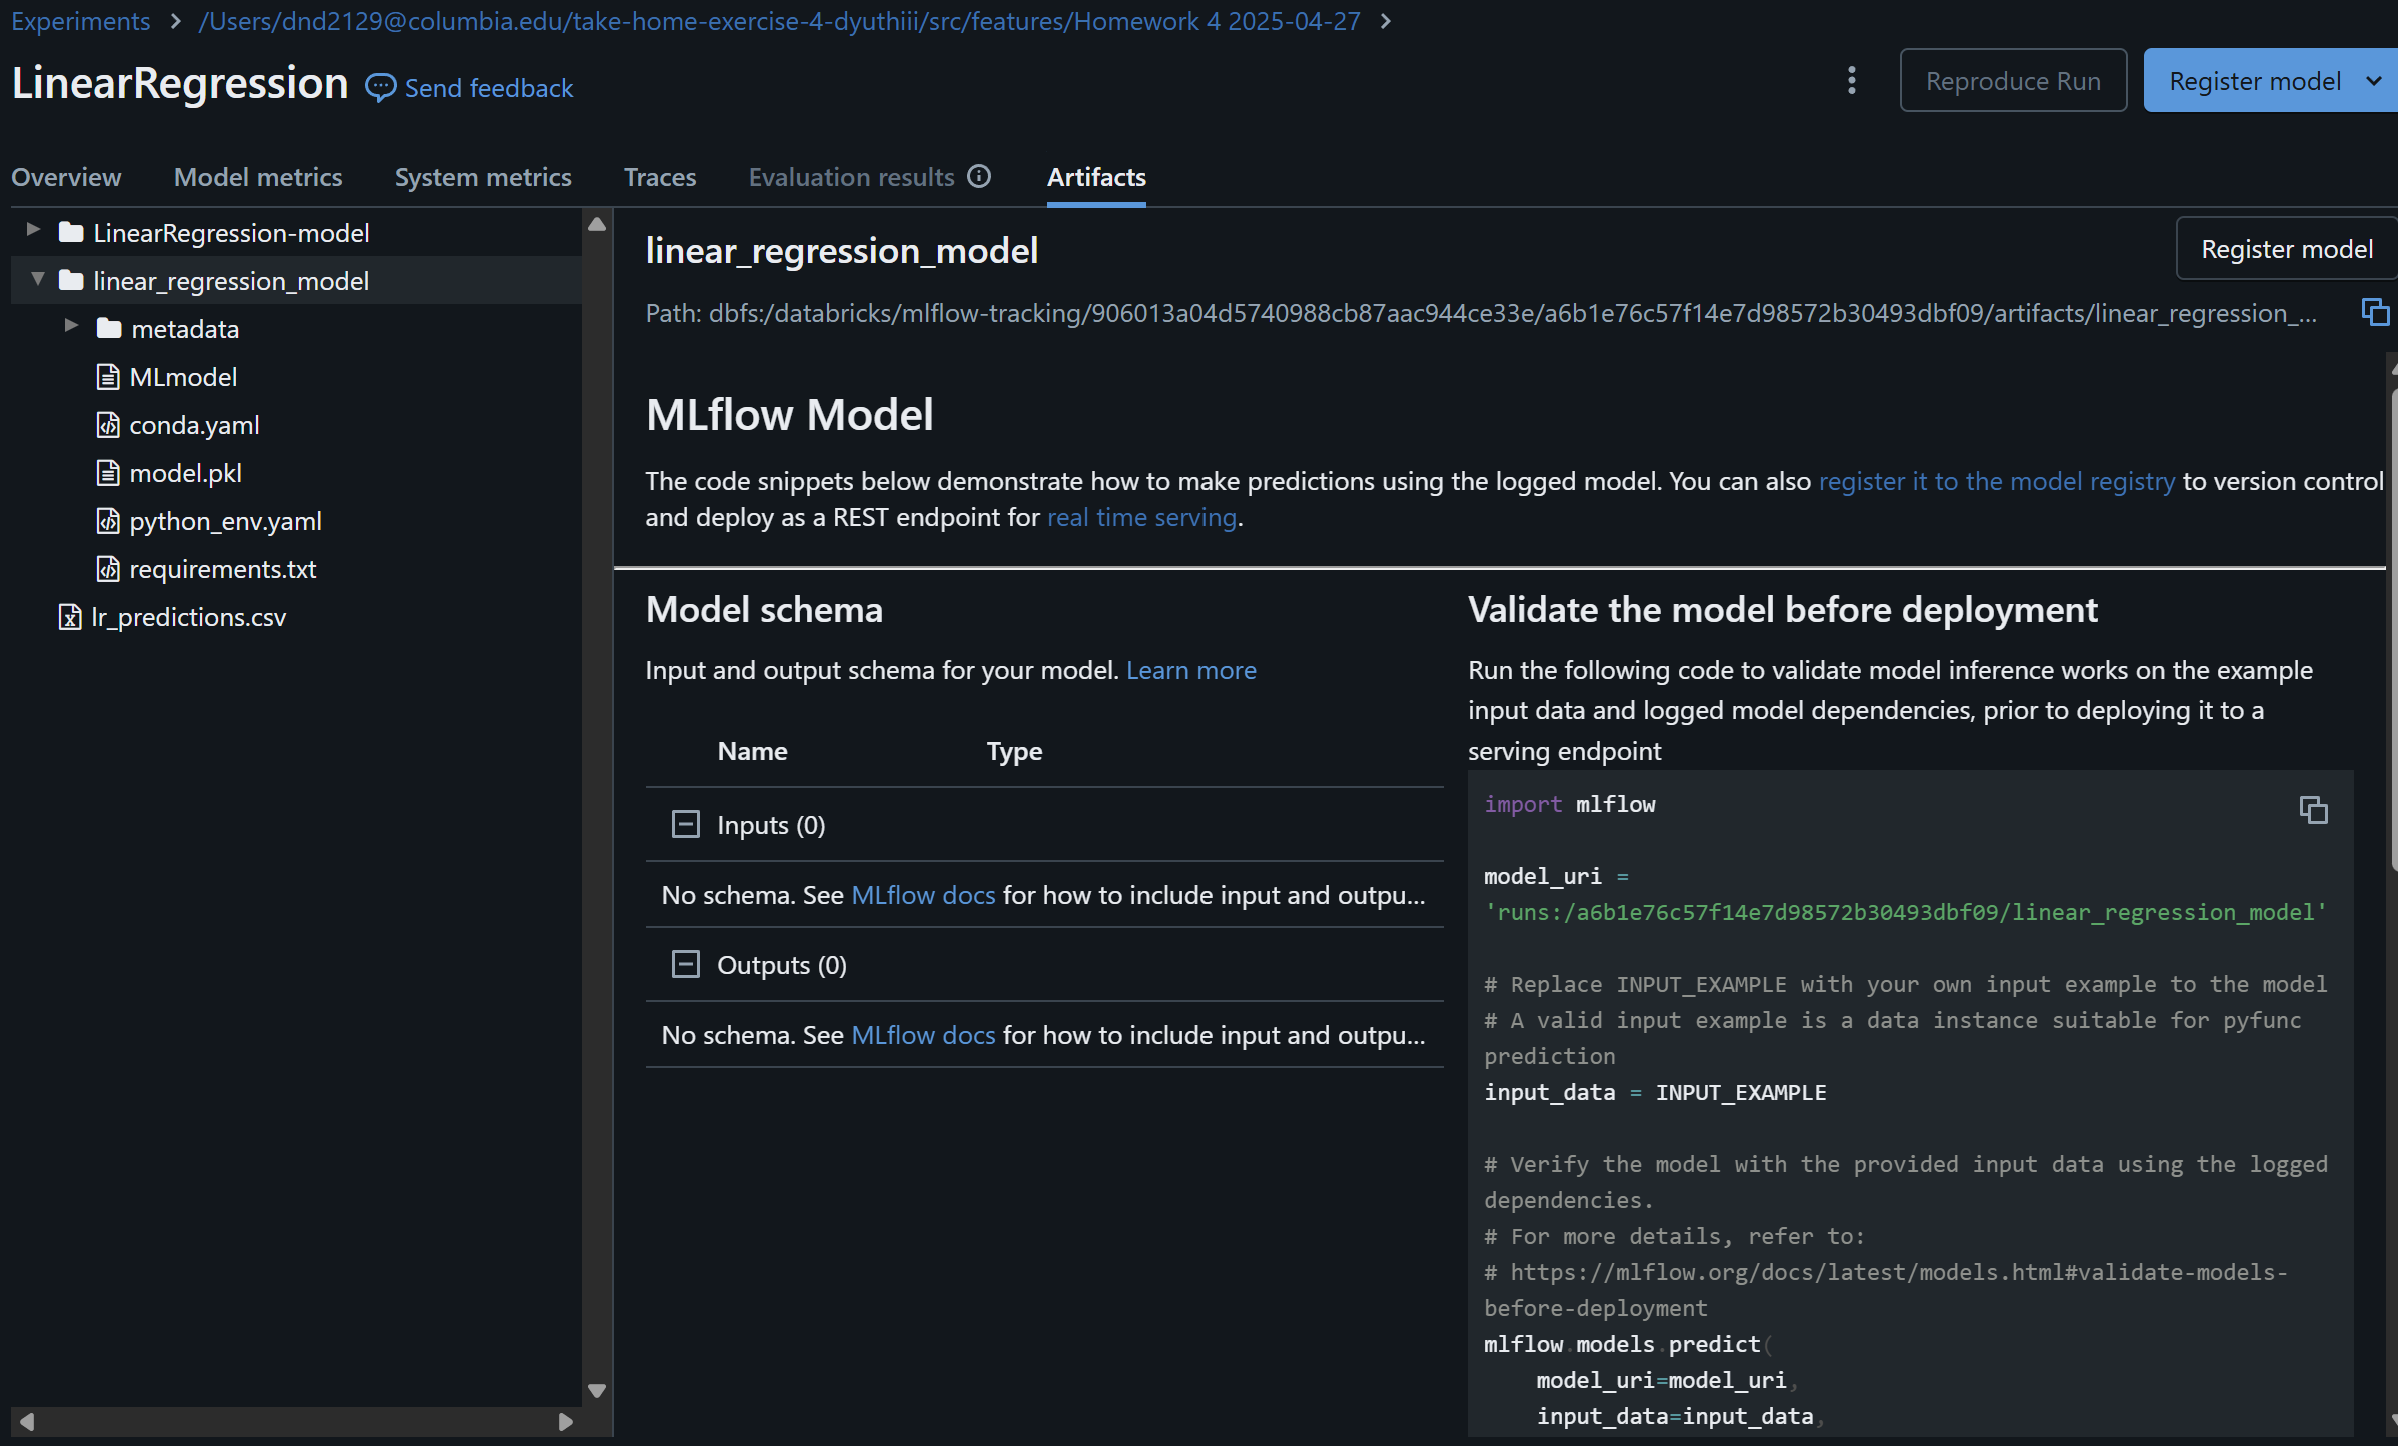 Experiments > /Users/dnd2129@columbia.edu/take-home-exercise-4-dyuthiii/src/features/Homework 4 2025-04-27 >
LinearRegression Send feedback
Reproduce Run
Register model
Overview Model metrics System metrics Traces Evaluation results Artifacts
LinearRegression-model
linear_regression_model
metadata
MLmodel
conda.yaml
model.pkl
python_env.yaml
requirements.txt
lr_predictions.csv
linear_regression_model
Register model
Path: dbfs:/databricks/mlflow-tracking/906013a04d5740988cb87aac944ce33e/a6b1e76c57f14e7d98572b30493dbf09/artifacts/linear_regression_...
MLflow Model
The code snippets below demonstrate how to make predictions using the logged model. You can also register it to the model registry to version control
and deploy as a REST endpoint for real time serving.
Model schema
Input and output schema for your model. Learn more
Name Type
Inputs (0)
No schema. See MLflow docs for how to include input and outpu...
Outputs (0)
No schema. See MLflow docs for how to include input and outpu...
Validate the model before deployment
Run the following code to validate model inference works on the example
input data and logged model dependencies, prior to deploying it to a
serving endpoint
import mlflow
model_uri =
'runs:/a6b1e76c57f14e7d98572b30493dbf09/linear_regression_model'
# Replace INPUT_EXAMPLE with your own input example to the model
# A valid input example is a data instance suitable for pyfunc
prediction
input_data = INPUT_EXAMPLE
# Verify the model with the provided input data using the logged
dependencies.
# For more details, refer to:
# https://mlflow.org/docs/latest/models.html#validate-models-
before-deployment
mlflow.models.predict(
model_uri=model_uri,
input_data=input_data,